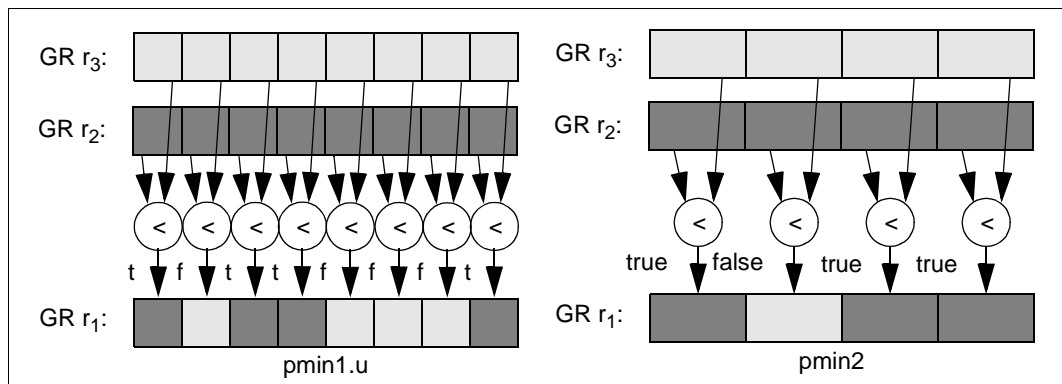 GR r3:
GR r2:
< < < < < < < <
t f t t f f f t
GR r1:
pmin1.u
GR r3:
GR r2:
< < < <
true false true true
GR r1:
pmin2